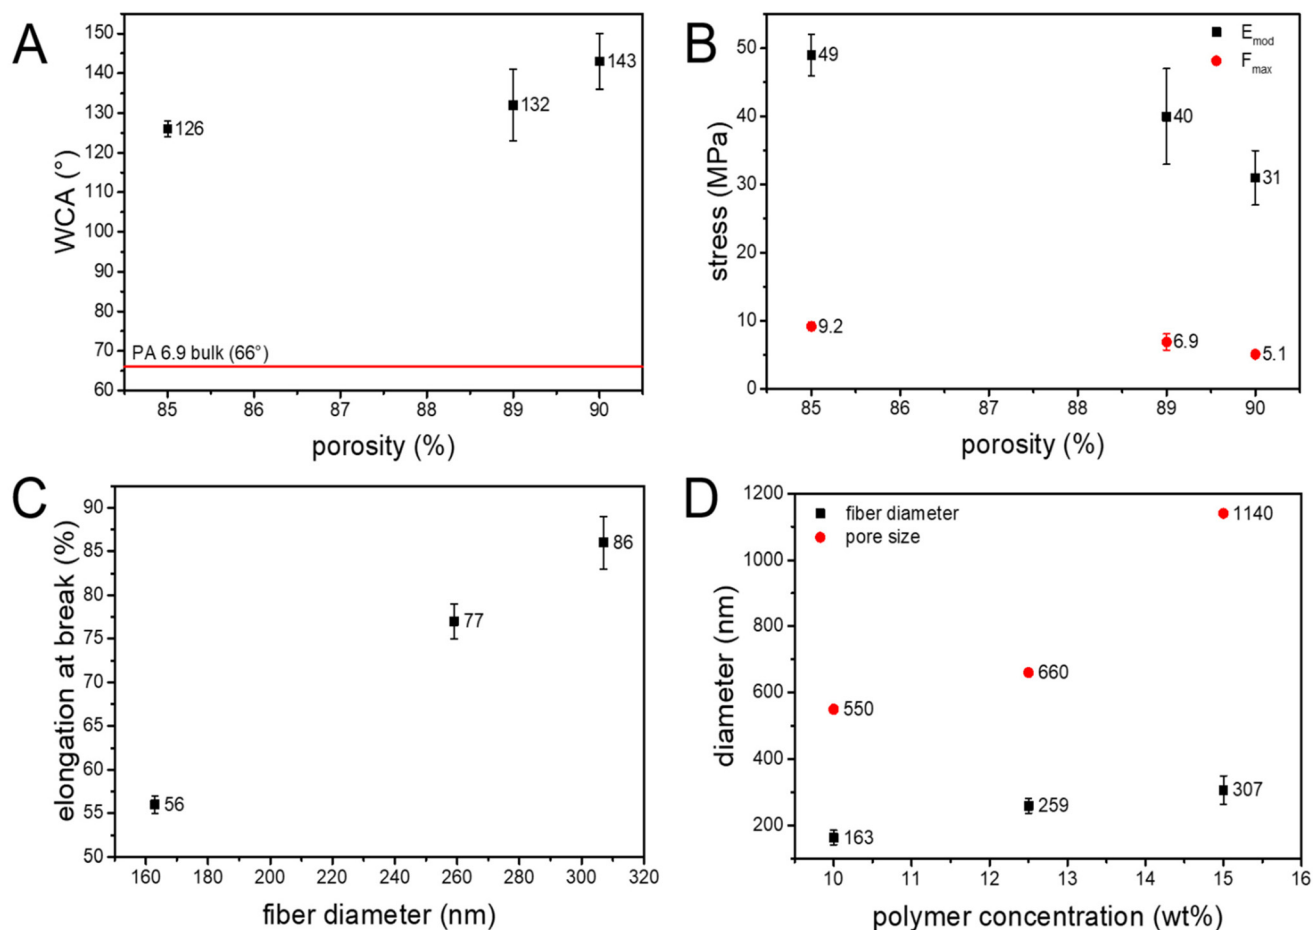 A
WCA (°)
150
140
130
120
110
100
90
80
70
60
126
132
143
PA 6.9 bulk (66°)
85 86 87 88 89 90
porosity (%)
B
stress (MPa)
50
40
30
20
10
0
E_mod
F_max
49
40
31
9.2
6.9
5.1
85 86 87 88 89 90
porosity (%)
C
elongation at break (%)
90
85
80
75
70
65
60
55
50
56
77
86
160 180 200 220 240 260 280 300 320
fiber diameter (nm)
D
diameter (nm)
1200
1000
800
600
400
200
fiber diameter
pore size
1140
660
550
307
259
163
10 11 12 13 14 15 16
polymer concentration (wt%)